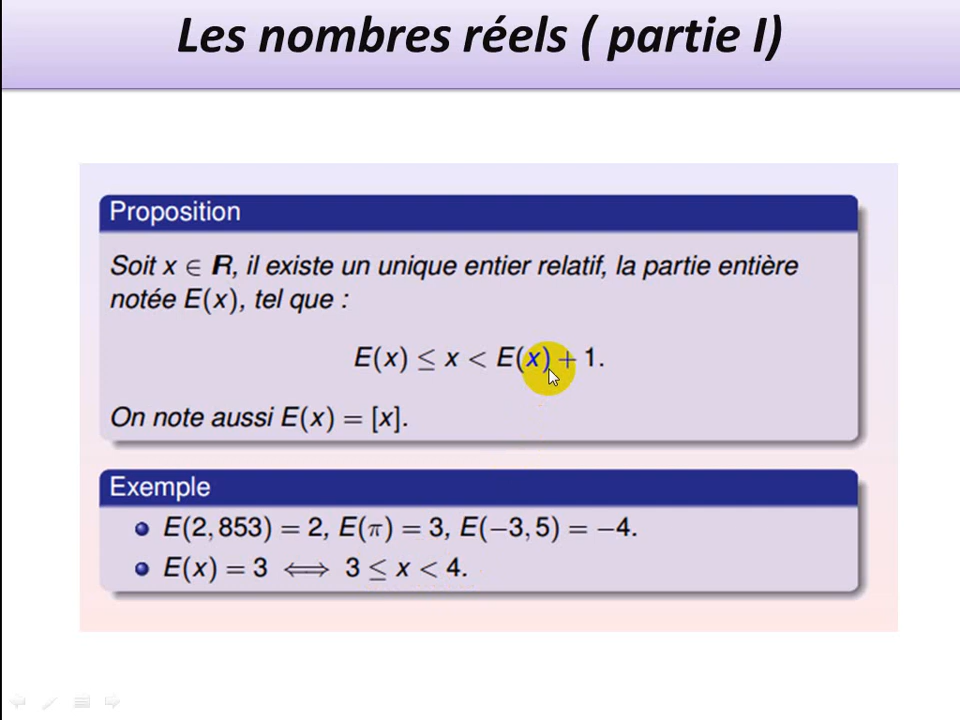 Les nombres réels ( partie I)
Proposition
Soit x ∈ R, il existe un unique entier relatif, la partie entière
notée E(x), tel que :
E(x) ≤ x < E(x) + 1.
On note aussi E(x) = [x].
Exemple
E(2, 853) = 2, E(π) = 3, E(−3, 5) = −4.
E(x) = 3 ⟺ 3 ≤ x < 4.